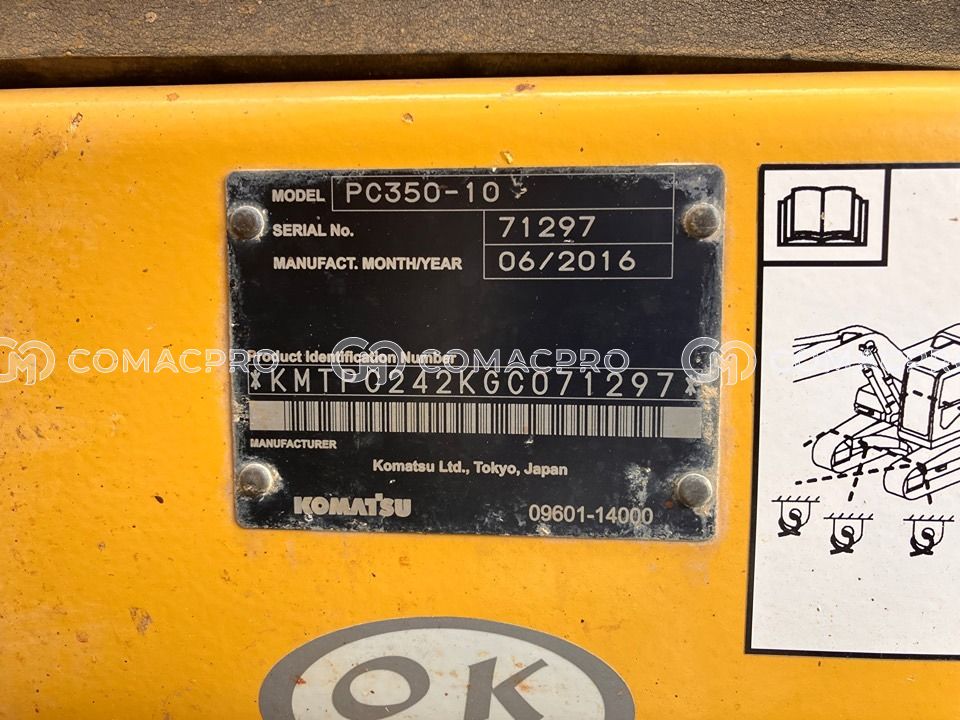 MODEL PC350-10
SERIAL No. 71297
MANUFACT. MONTH/YEAR 06/2016
COMACPRO COMACPRO COMACPRO
Product Identification Number
*KMTPC242KGC071297*
MANUFACTURER
Komatsu Ltd., Tokyo, Japan
KOMATSU 09601-14000
OK